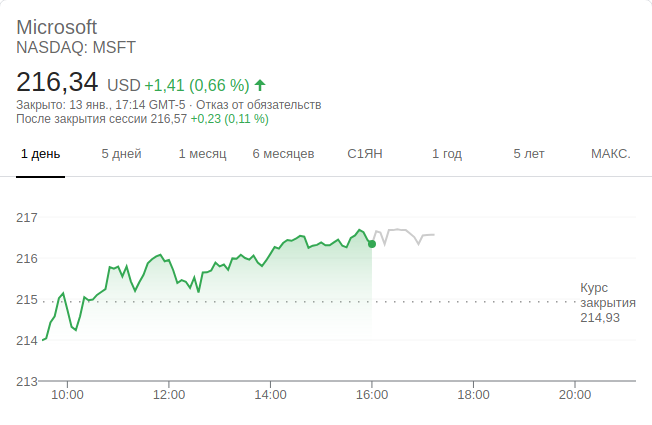 Microsoft
NASDAQ: MSFT
216,34 USD +1,41 (0,66 %)
Закрыто: 13 янв., 17:14 GMT-5 · Отказ от обязательств
После закрытия сессии 216,57 +0,23 (0,11 %)
1 день 5 дней 1 месяц 6 месяцев С1ЯН 1 год 5 лет МАКС.
217
216
215
214
213
Курс
закрытия
214,93
10:00 12:00 14:00 16:00 18:00 20:00